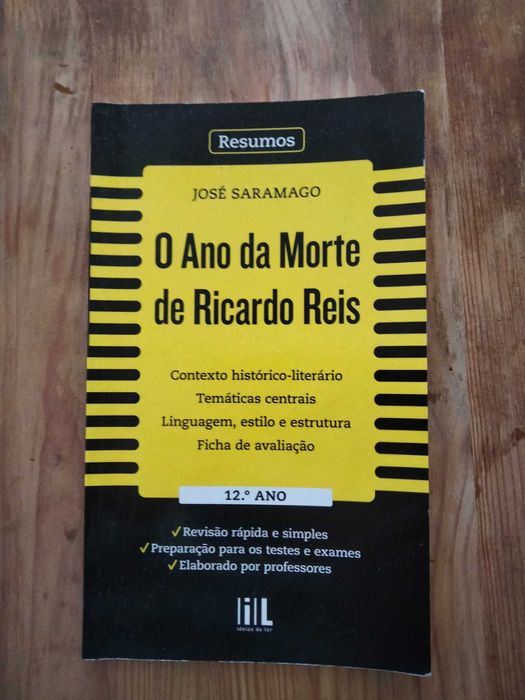 Resumos
JOSÉ SARAMAGO
O Ano da Morte
de Ricardo Reis
Contexto histórico-literário
Temáticas centrais
Linguagem, estilo e estrutura
Ficha de avaliação
12.º ANO
✓Revisão rápida e simples
✓Preparação para os testes e exames
✓Elaborado por professores
iL
ideias de ler